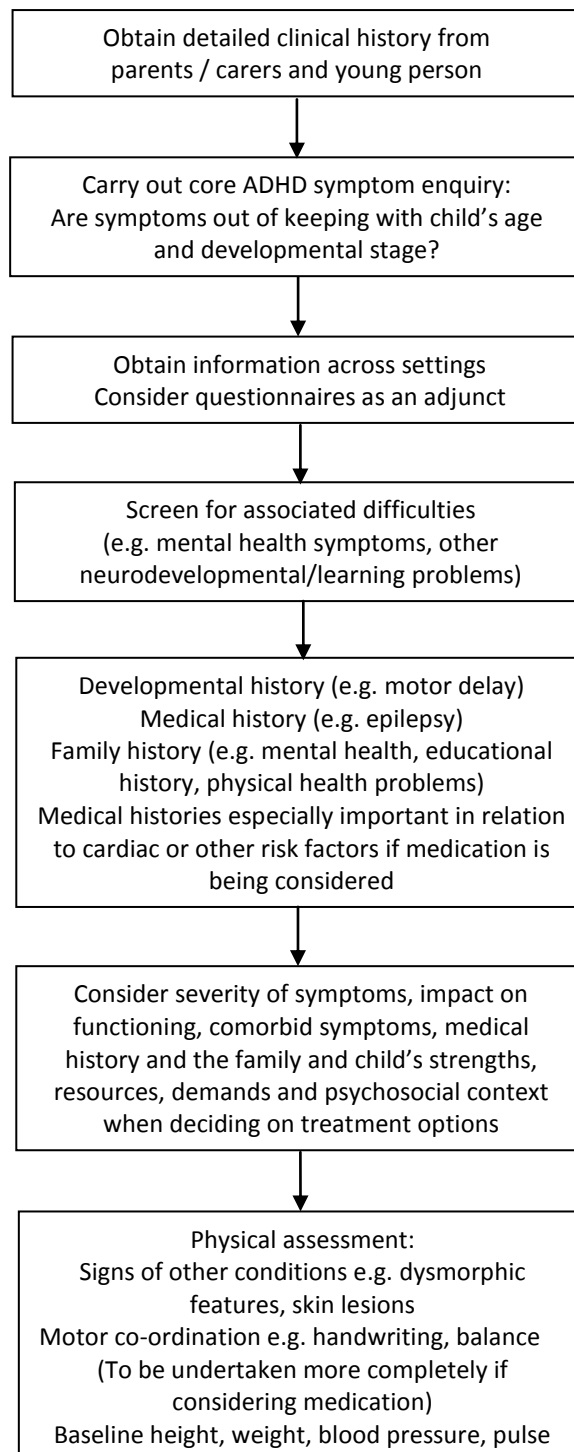 Obtain detailed clinical history from
parents / carers and young person
Carry out core ADHD symptom enquiry:
Are symptoms out of keeping with child’s age
and developmental stage?
Obtain information across settings
Consider questionnaires as an adjunct
Screen for associated difficulties
(e.g. mental health symptoms, other
neurodevelopmental/learning problems)
Developmental history (e.g. motor delay)
Medical history (e.g. epilepsy)
Family history (e.g. mental health, educational
history, physical health problems)
Medical histories especially important in relation
to cardiac or other risk factors if medication is
being considered
Consider severity of symptoms, impact on
functioning, comorbid symptoms, medical
history and the family and child’s strengths,
resources, demands and psychosocial context
when deciding on treatment options
Physical assessment:
Signs of other conditions e.g. dysmorphic
features, skin lesions
Motor co-ordination e.g. handwriting, balance
(To be undertaken more completely if
considering medication)
Baseline height, weight, blood pressure, pulse